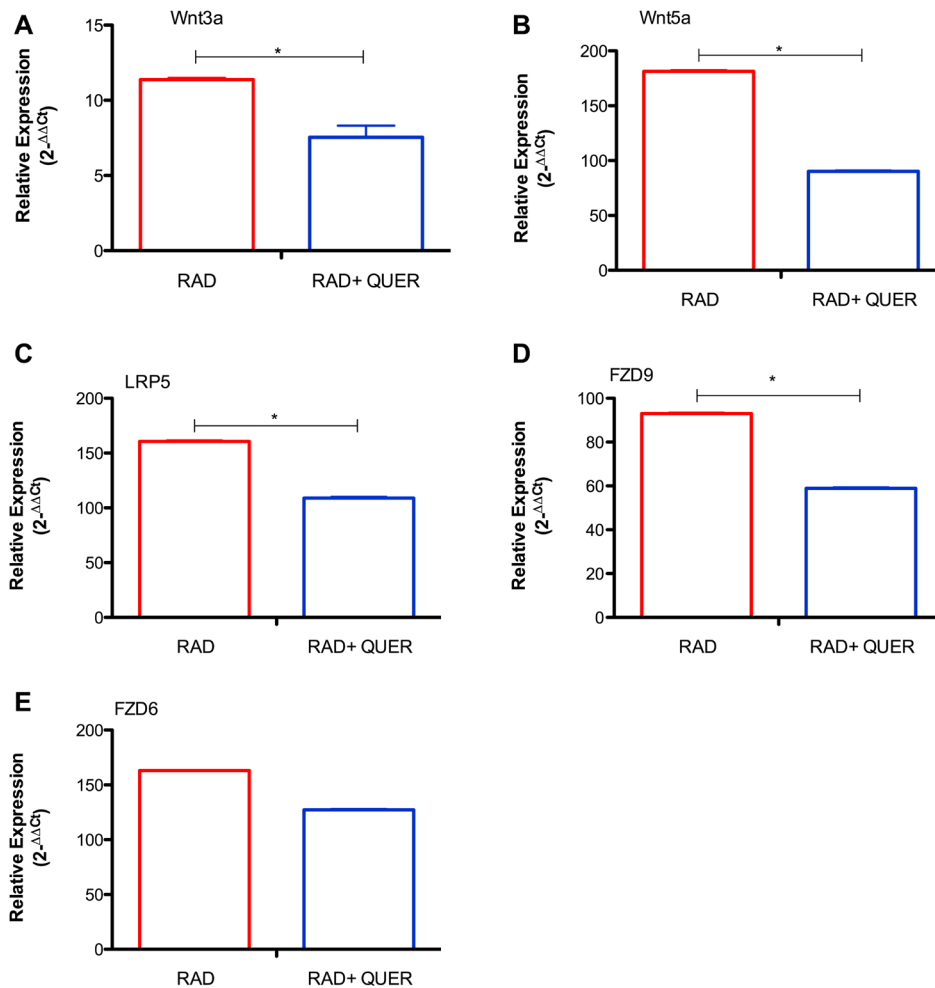 A
Wnt3a
*
Relative Expression
(2-ΔΔCt)
15
10
5
0
RAD
RAD+ QUER
B
Wnt5a
*
Relative Expression
(2-ΔΔCt)
200
150
100
50
0
RAD
RAD+ QUER
C
LRP5
*
Relative Expression
(2-ΔΔCt)
200
150
100
50
0
RAD
RAD+ QUER
D
FZD9
*
Relative Expression
(2-ΔΔCt)
100
80
60
40
20
0
RAD
RAD+ QUER
E
FZD6
Relative Expression
(2-ΔΔCt)
200
150
100
50
0
RAD
RAD+ QUER